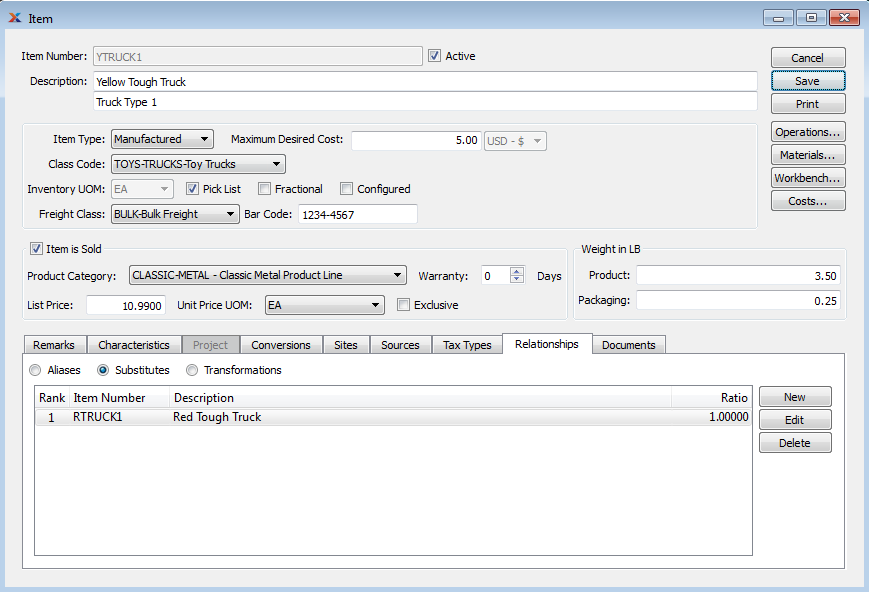 Item
Item Number: YTRUCK1 Active
Cancel
Description: Yellow Tough Truck
Save
Truck Type 1
Print
Item Type: Manufactured Maximum Desired Cost: 5.00 USD - $
Operations...
Class Code: TOYS-TRUCKS-Toy Trucks
Materials...
Inventory UOM: EA Pick List Fractional Configured
Workbench...
Freight Class: BULK-Bulk Freight Bar Code: 1234-4567
Costs...
Item is Sold
Product Category: CLASSIC-METAL - Classic Metal Product Line Warranty: 0 Days
List Price: 10.9900 Unit Price UOM: EA Exclusive
Weight in LB
Product: 3.50
Packaging: 0.25
Remarks Characteristics Project Conversions Sites Sources Tax Types Relationships Documents
Aliases Substitutes Transformations
Rank Item Number Description Ratio
1 RTRUCK1 Red Tough Truck 1.00000
New
Edit
Delete